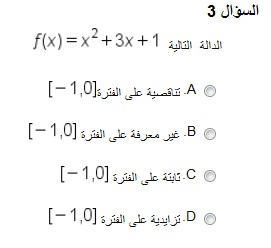 السؤال 3
الدالة التالية f(x)=x²+3x+1
A. تناقصية على الفترة [-1,0]
B. غير معرفة على الفترة [-1,0]
C. ثابتة على الفترة [-1,0]
D. تزايدية على الفترة [-1,0]